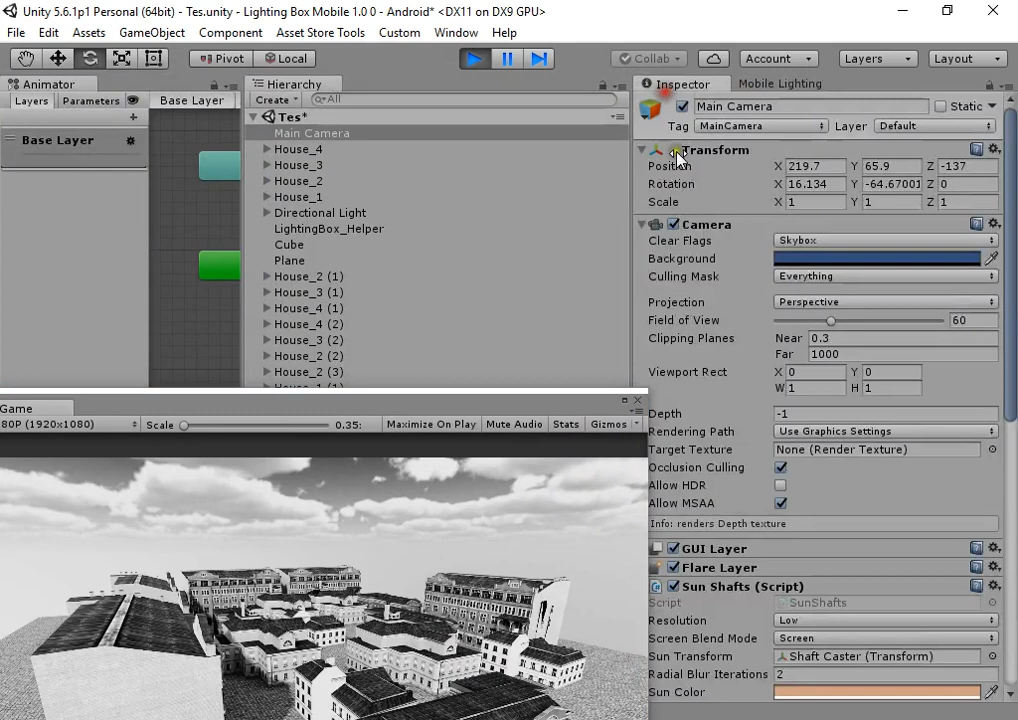 Unity 5.6.1p1 Personal (64bit) - Tes.unity - Lighting Box Mobile 1.0 0 - Android* <DX11 on DX9 GPU>
File Edit Assets GameObject Component Asset Store Tools Custom Window Help
Pivot Local Collab Account Layers Layout
Animator Hierarchy Inspector Mobile Lighting
Layers Parameters Base Layer Create All
Main Camera Static
Tes*
Tag MainCamera Layer Default
Base Layer
Main Camera
House_4
House_3
House_2
House_1
Directional Light
LightingBox_Helper
Cube
Plane
House_2 (1)
House_3 (1)
House_4 (1)
House_4 (2)
House_3 (2)
House_2 (2)
House_2 (3)
House_1 (1)
Transform
Position X 219.7 Y 65.9 Z -137
Rotation X 16.134 Y -64.67001 Z 0
Scale X 1 Y 1 Z 1
Camera
Clear Flags Skybox
Background
Culling Mask Everything
Projection Perspective
Field of View 60
Clipping Planes Near 0.3
Far 1000
Viewport Rect X 0 Y 0
W 1 H 1
Depth -1
Rendering Path Use Graphics Settings
Target Texture None (Render Texture)
Occlusion Culling
Allow HDR
Allow MSAA
Info: renders Depth texture
GUI Layer
Flare Layer
Sun Shafts (Script)
Script SunShafts
Resolution Low
Screen Blend Mode Screen
Sun Transform Shaft Caster (Transform)
Radial Blur Iterations 2
Sun Color
Game
80P (1920x1080) Scale 0.35: Maximize On Play Mute Audio Stats Gizmos